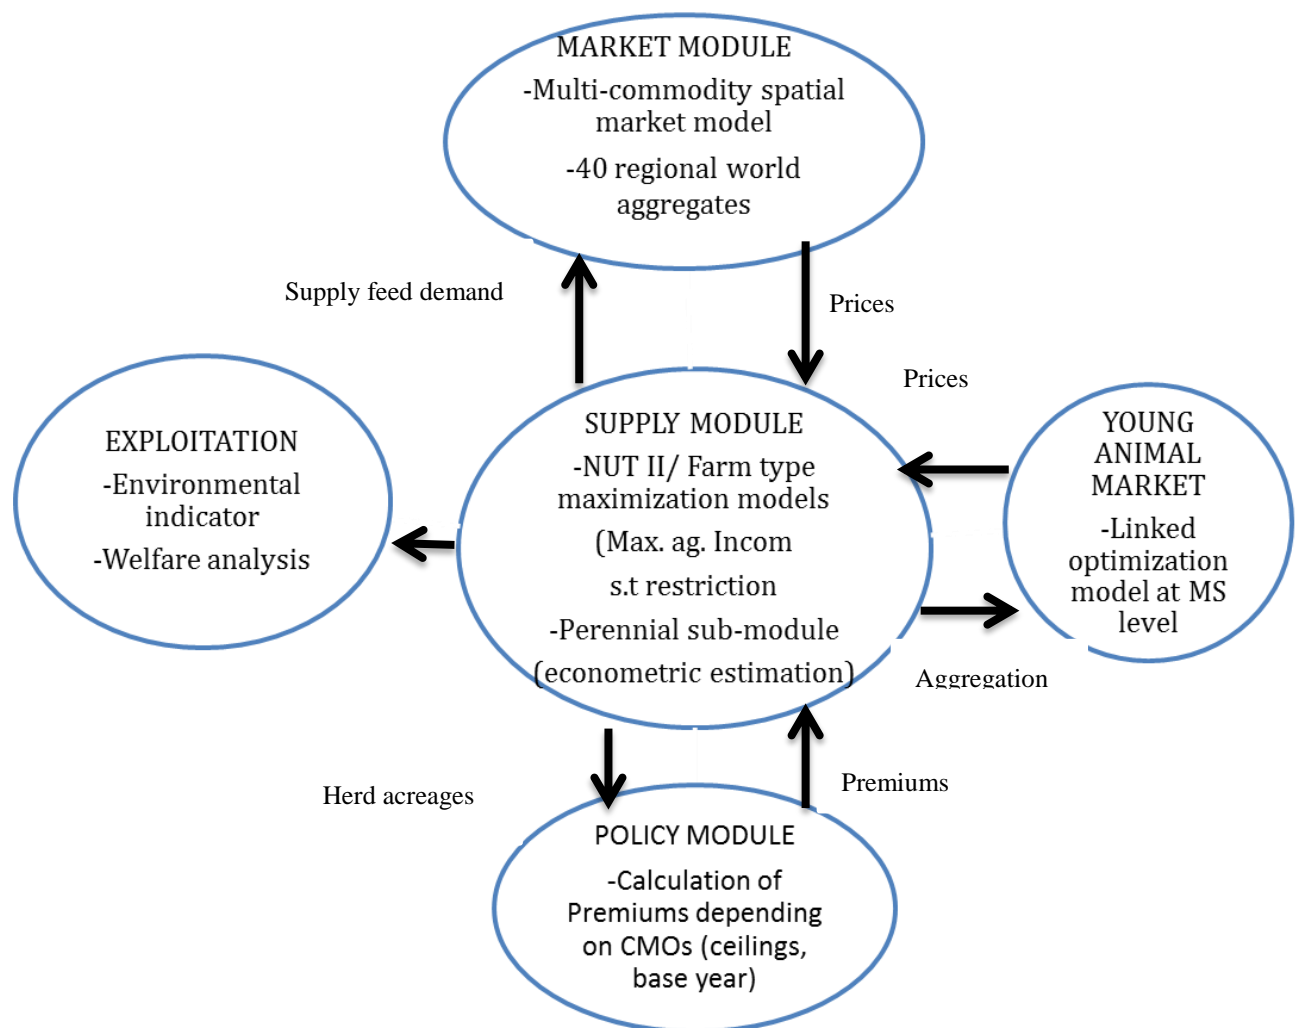 MARKET MODULE
-Multi-commodity spatial
market model
-40 regional world
aggregates
Supply feed demand
Prices
Prices
EXPLOITATION
-Environmental
indicator
-Welfare analysis
SUPPLY MODULE
-NUT II/ Farm type
maximization models
(Max. ag. Incom
s.t restriction
-Perennial sub-module
(econometric estimation)
YOUNG
ANIMAL
MARKET
-Linked
optimization
model at MS
level
Aggregation
Herd acreages
Premiums
POLICY MODULE
-Calculation of
Premiums depending
on CMOs (ceilings,
base year)